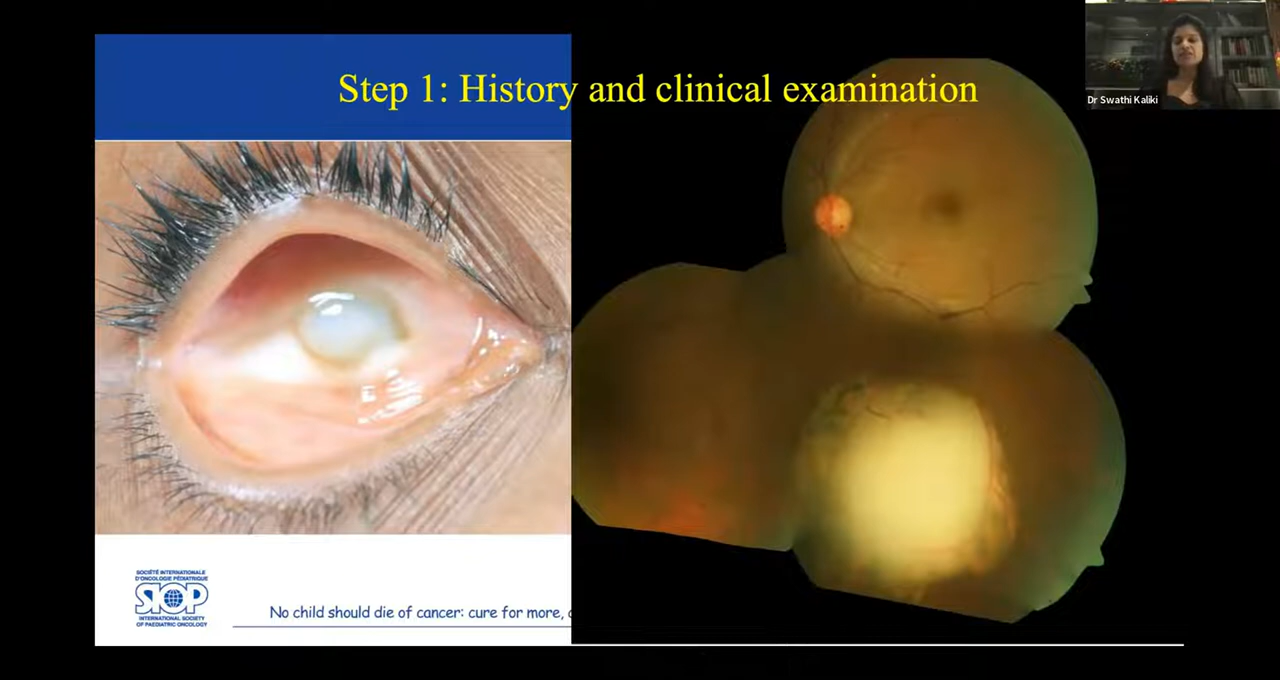 Step 1: History and clinical examination
Dr Swathi Kaliki
SOCIÉTÉ INTERNATIONALE
D'ONCOLOGIE PÉDIATRIQUE
SIOP
INTERNATIONAL SOCIETY
OF PAEDIATRIC ONCOLOGY
No child should die of cancer: cure for more,